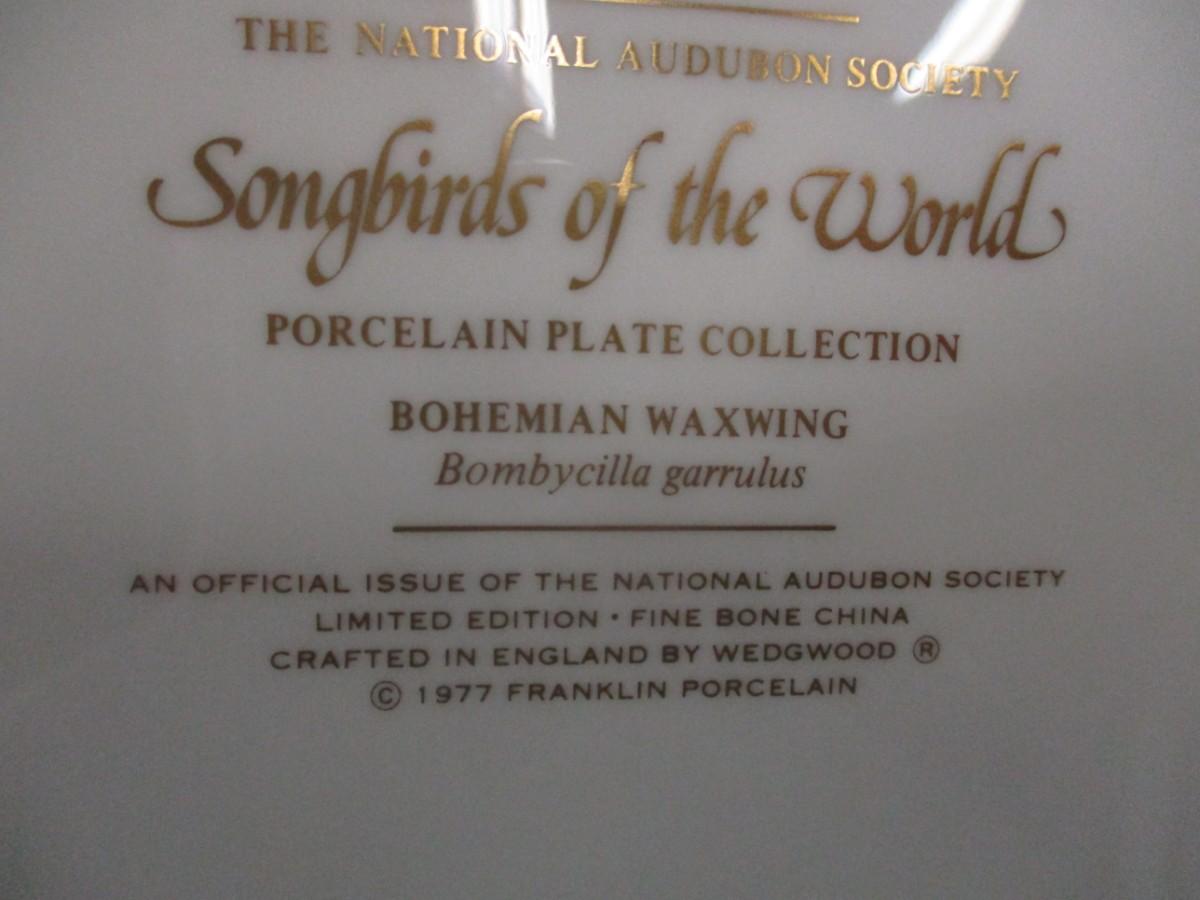 THE NATIONAL AUDUBON SOCIETY
Songbirds of the World
PORCELAIN PLATE COLLECTION
BOHEMIAN WAXWING
Bombycilla garrulus
AN OFFICIAL ISSUE OF THE NATIONAL AUDUBON SOCIETY
LIMITED EDITION • FINE BONE CHINA
CRAFTED IN ENGLAND BY WEDGWOOD ®
© 1977 FRANKLIN PORCELAIN